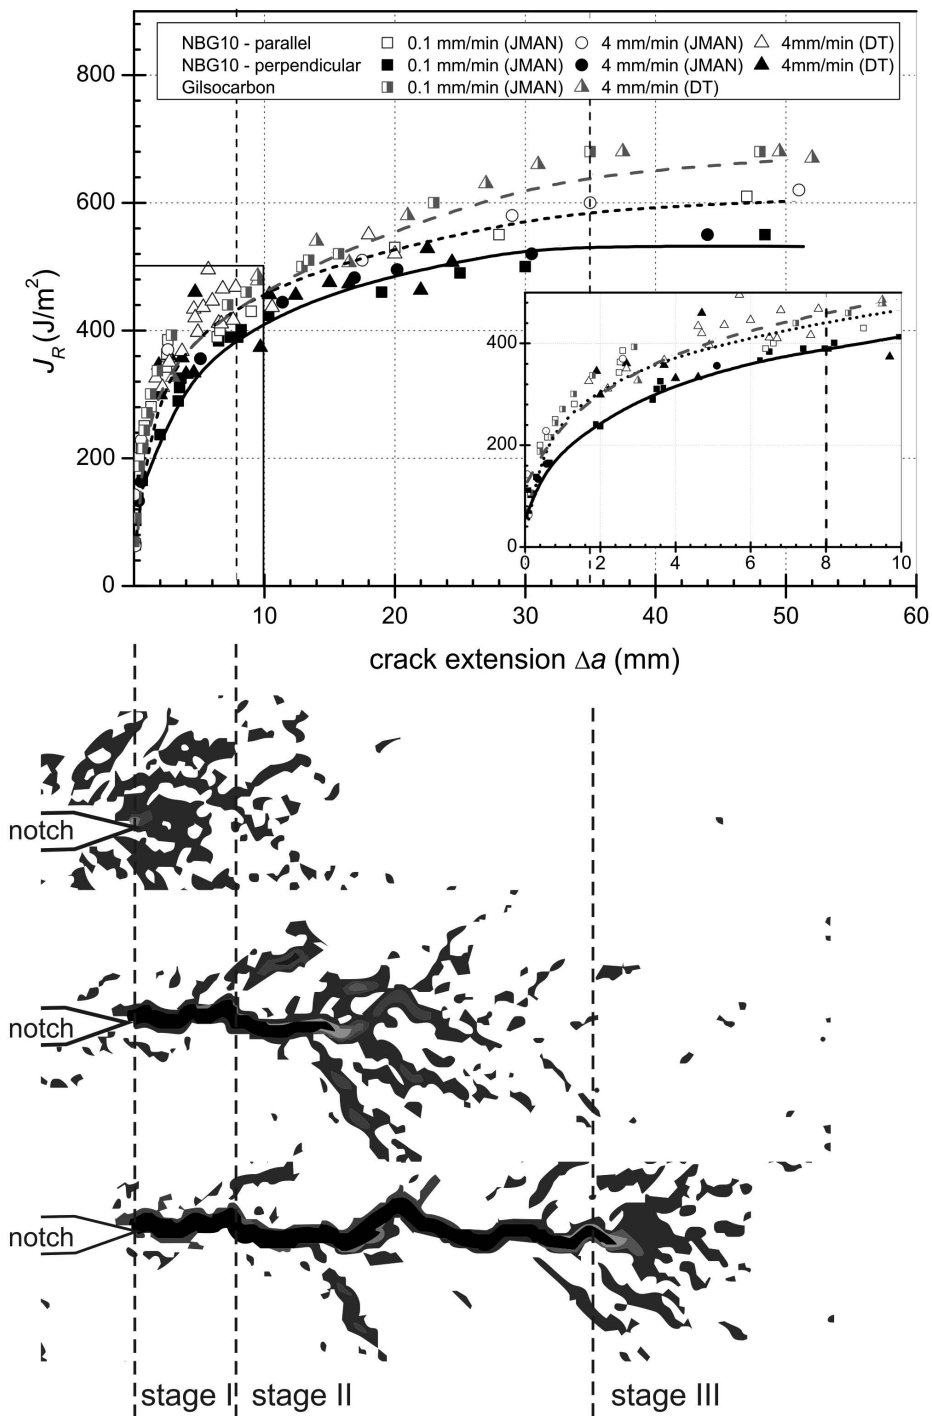 NBG10 - parallel □ 0.1 mm/min (JMAN) ○ 4 mm/min (JMAN) △ 4mm/min (DT)
NBG10 - perpendicular ■ 0.1 mm/min (JMAN) ● 4 mm/min (JMAN) ▲ 4mm/min (DT)
Gilsocarbon 0.1 mm/min (JMAN) 4 mm/min (DT)
800
600
400
200
0
J_R (J/m²)
400
200
0
0 2 4 6 8 10
10 20 30 40 50 60
crack extension Δa (mm)
notch
notch
notch
stage I stage II stage III